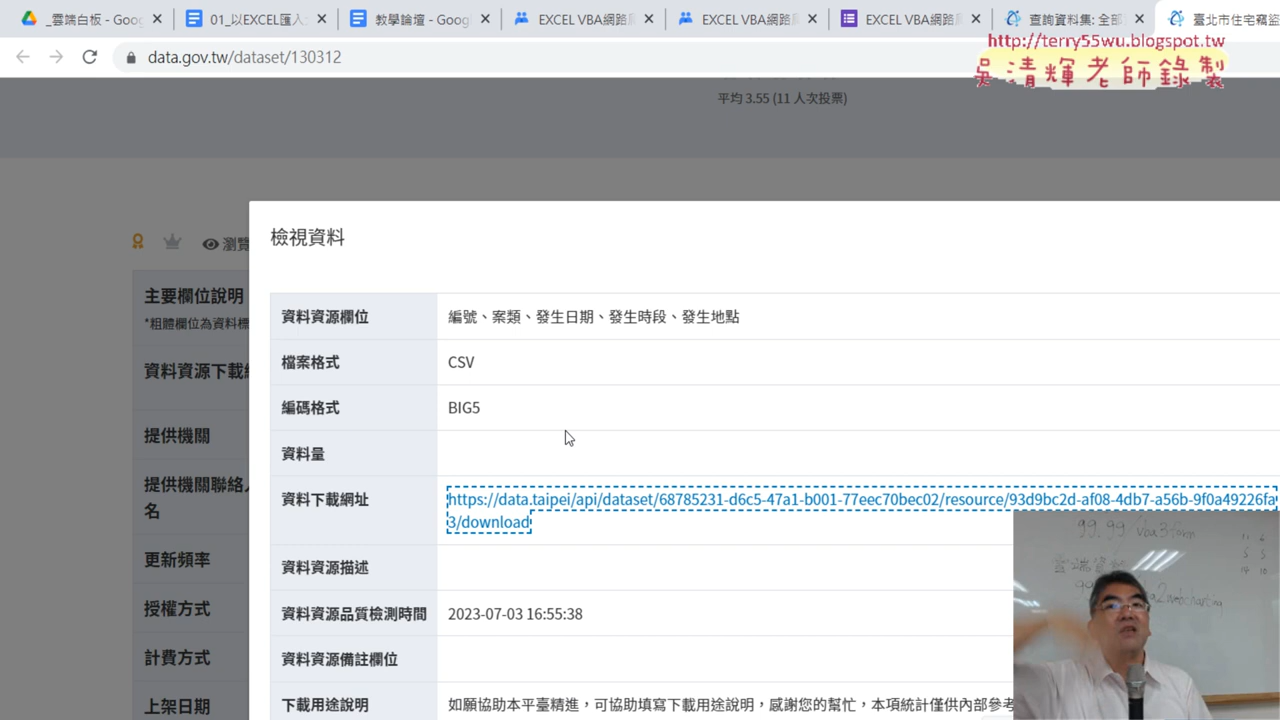 _雲端白板 - Goog
01_以EXCEL匯入
教學論壇 - Goog
EXCEL VBA網路
EXCEL VBA網路
EXCEL VBA網路
查詢資料集: 全部
臺北市住宅竊盜
data.gov.tw/dataset/130312
http://terry55wu.blogspot.tw
吳清輝老師錄製
平均 3.55 (11 人次投票)
瀏覽
檢視資料
主要欄位說明
*粗體欄位為資料標
資料資源欄位
編號、案類、發生日期、發生時段、發生地點
檔案格式
CSV
資料資源下載
編碼格式
BIG5
提供機關
資料量
提供機關聯絡
名
資料下載網址
https://data.taipei/api/dataset/68785231-d6c5-47a1-b001-77eec70bec02/resource/93d9bc2d-af08-4db7-a56b-9f0a49226fa
3/download
更新頻率
資料資源描述
授權方式
資料資源品質檢測時間
2023-07-03 16:55:38
計費方式
資料資源備註欄位
上架日期
下載用途說明
如願協助本平臺精進，可協助填寫下載用途說明，感謝您的幫忙，本項統計僅供內部參考
99.99/vba3form